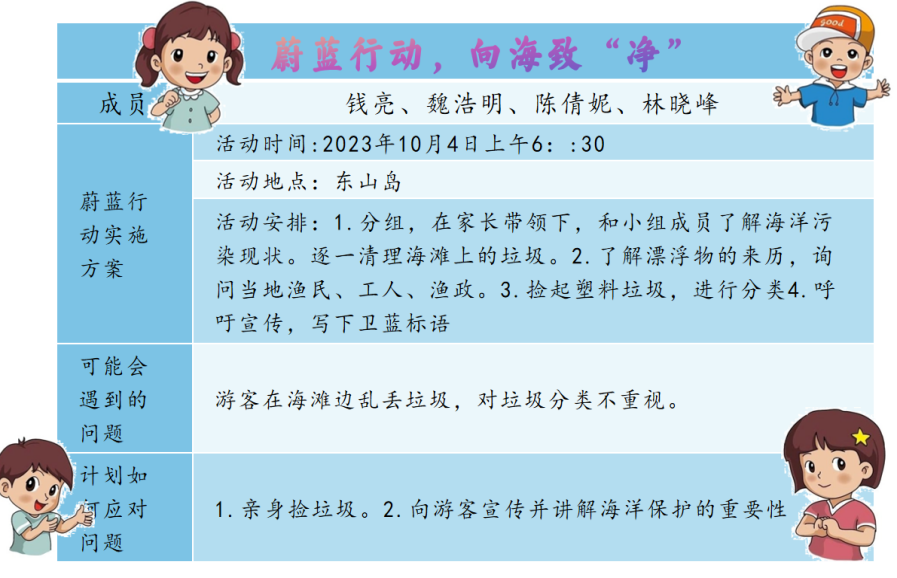 蔚蓝行动，向海致“净”
成员
钱亮、魏浩明、陈倩妮、林晓峰
蔚蓝行
动实施
方案
活动时间:2023年10月4日上午6：:30
活动地点：东山岛
活动安排：1.分组，在家长带领下，和小组成员了解海洋污
染现状。逐一清理海滩上的垃圾。2.了解漂浮物的来历，询
问当地渔民、工人、渔政。3.捡起塑料垃圾，进行分类4.呼
吁宣传，写下卫蓝标语
可能会
遇到的
问题
游客在海滩边乱丢垃圾，对垃圾分类不重视。
计划如
何应对
问题
1.亲身捡垃圾。2.向游客宣传并讲解海洋保护的重要性
good